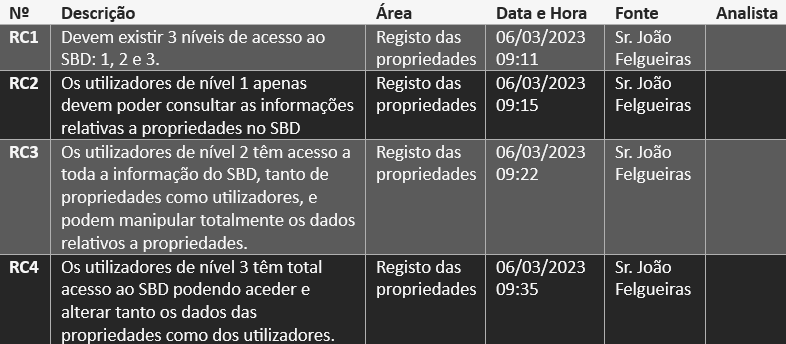 Nº Descrição Área Data e Hora Fonte Analista
RC1 Devem existir 3 níveis de acesso ao Registo das 06/03/2023 Sr. João
SBD: 1, 2 e 3. propriedades 09:11 Felgueiras
RC2 Os utilizadores de nível 1 apenas Registo das 06/03/2023 Sr. João
devem poder consultar as informações propriedades 09:15 Felgueiras
relativas a propriedades no SBD
RC3 Os utilizadores de nível 2 têm acesso a Registo das 06/03/2023 Sr. João
toda a informação do SBD, tanto de propriedades 09:22 Felgueiras
propriedades como utilizadores, e
podem manipular totalmente os dados
relativos a propriedades.
RC4 Os utilizadores de nível 3 têm total Registo das 06/03/2023 Sr. João
acesso ao SBD podendo aceder e propriedades 09:35 Felgueiras
alterar tanto os dados das
propriedades como dos utilizadores.